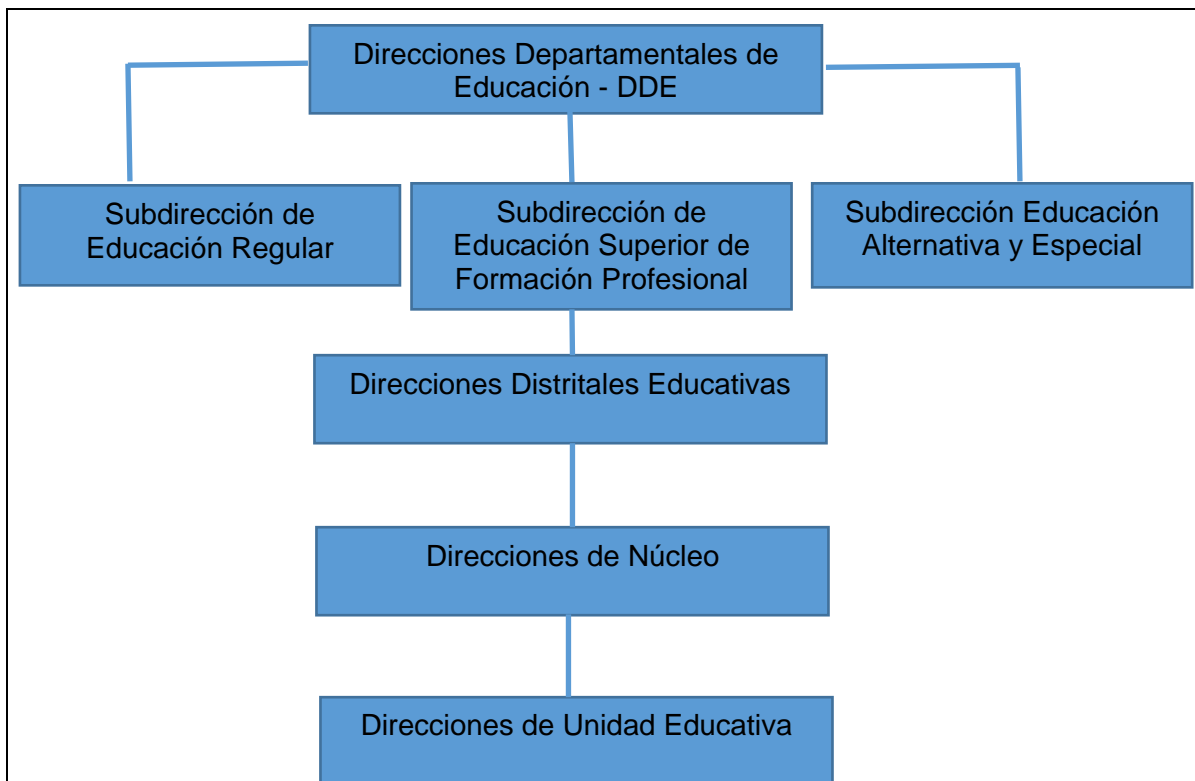 Direcciones Departamentales de
Educación - DDE
Subdirección de
Educación Regular
Subdirección de
Educación Superior de
Formación Profesional
Subdirección Educación
Alternativa y Especial
Direcciones Distritales Educativas
Direcciones de Núcleo
Direcciones de Unidad Educativa